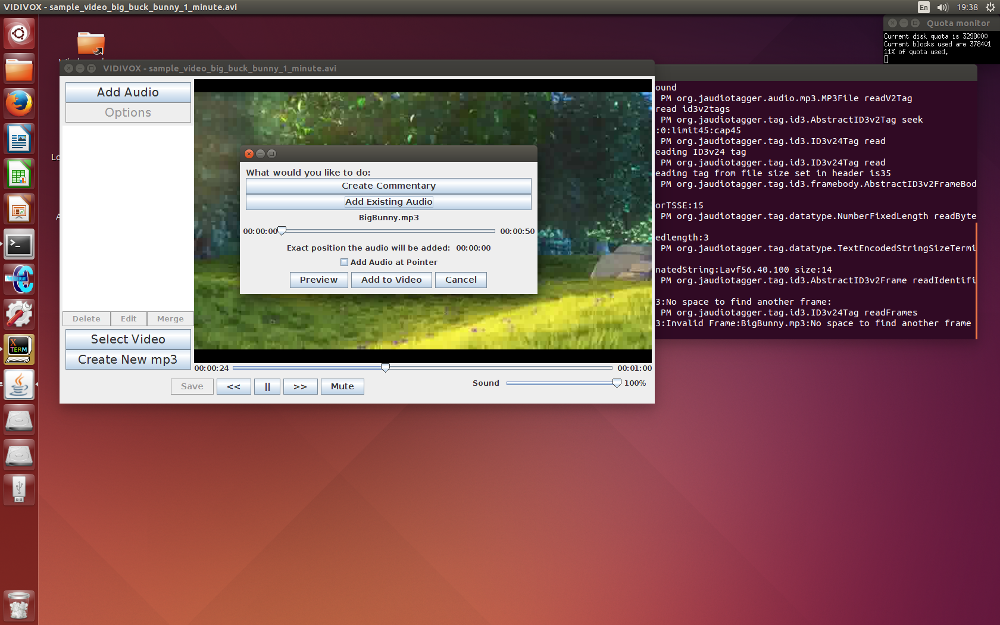 VIDIVOX - sample_video_big_buck_bunny_1_minute.avi
En
19:38
Quota monitor
Current disk quota is 3298000
Current blocks used are 378401
11% of quota used.
VIDIVOX - sample_video_big_buck_bunny_1_minute.avi
Add Audio
Options
Lo
A
What would you like to do:
Create Commentary
Add Existing Audio
BigBunny.mp3
00:00:00
00:00:50
Exact position the audio will be added: 00:00:00
Add Audio at Pointer
Preview
Add to Video
Cancel
Delete
Edit
Merge
Select Video
Create New mp3
00:00:24
00:01:00
Save
<<
||
>>
Mute
Sound
100%
ound
PM org.jaudiotagger.audio.mp3.MP3File readV2Tag
read id3v2tags
PM org.jaudiotagger.tag.id3.AbstractID3v2Tag seek
:0:limit45:cap45
PM org.jaudiotagger.tag.id3.ID3v24Tag read
eading ID3v24 tag
PM org.jaudiotagger.tag.id3.ID3v24Tag read
eading tag from file size set in header is35
PM org.jaudiotagger.tag.id3.framebody.AbstractID3v2FrameBod
orTSSE:15
PM org.jaudiotagger.tag.datatype.NumberFixedLength readByte
edlength:3
PM org.jaudiotagger.tag.datatype.TextEncodedStringSizeTermi
natedString:Lavf56.40.100 size:14
PM org.jaudiotagger.tag.id3.AbstractID3v2Frame readIdentifi
3:No space to find another frame:
PM org.jaudiotagger.tag.id3.ID3v24Tag readFrames
3:Invalid Frame:BigBunny.mp3:No space to find another frame
X
TERM